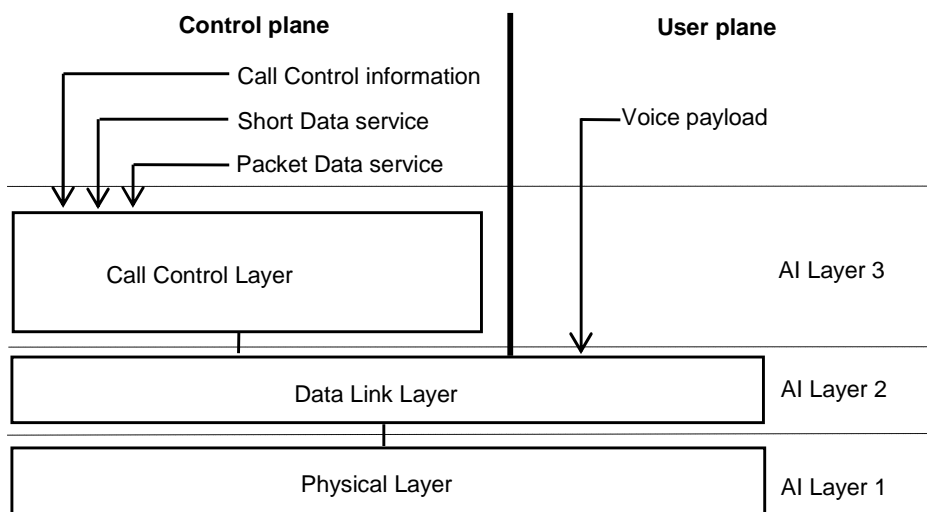 Control plane
User plane
Call Control information
Short Data service
Voice payload
Packet Data service
Call Control Layer
AI Layer 3
Data Link Layer
AI Layer 2
Physical Layer
AI Layer 1